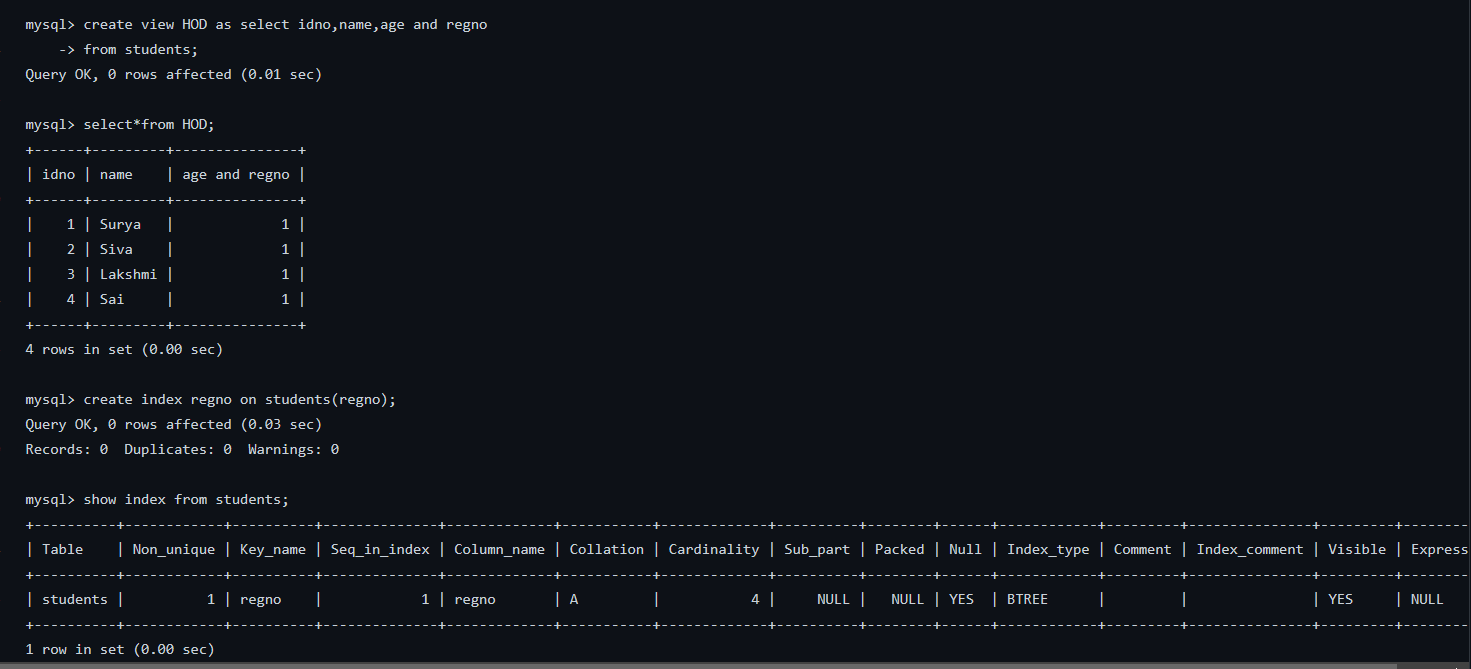 mysql> create view HOD as select idno,name,age and regno
    -> from students;
Query OK, 0 rows affected (0.01 sec)

mysql> select*from HOD;
+------+---------+---------------+
| idno | name    | age and regno |
+------+---------+---------------+
|    1 | Surya   |             1 |
|    2 | Siva    |             1 |
|    3 | Lakshmi |             1 |
|    4 | Sai     |             1 |
+------+---------+---------------+
4 rows in set (0.00 sec)

mysql> create index regno on students(regno);
Query OK, 0 rows affected (0.03 sec)
Records: 0  Duplicates: 0  Warnings: 0

mysql> show index from students;
+----------+------------+----------+--------------+-------------+-----------+-------------+----------+--------+------+------------+---------+---------------+---------+--------
| Table    | Non_unique | Key_name | Seq_in_index | Column_name | Collation | Cardinality | Sub_part | Packed | Null | Index_type | Comment | Index_comment | Visible | Express
+----------+------------+----------+--------------+-------------+-----------+-------------+----------+--------+------+------------+---------+---------------+---------+--------
| students |          1 | regno    |            1 | regno       | A         |           4 |     NULL |   NULL | YES  | BTREE      |         |               | YES     | NULL
+----------+------------+----------+--------------+-------------+-----------+-------------+----------+--------+------+------------+---------+---------------+---------+--------
1 row in set (0.00 sec)